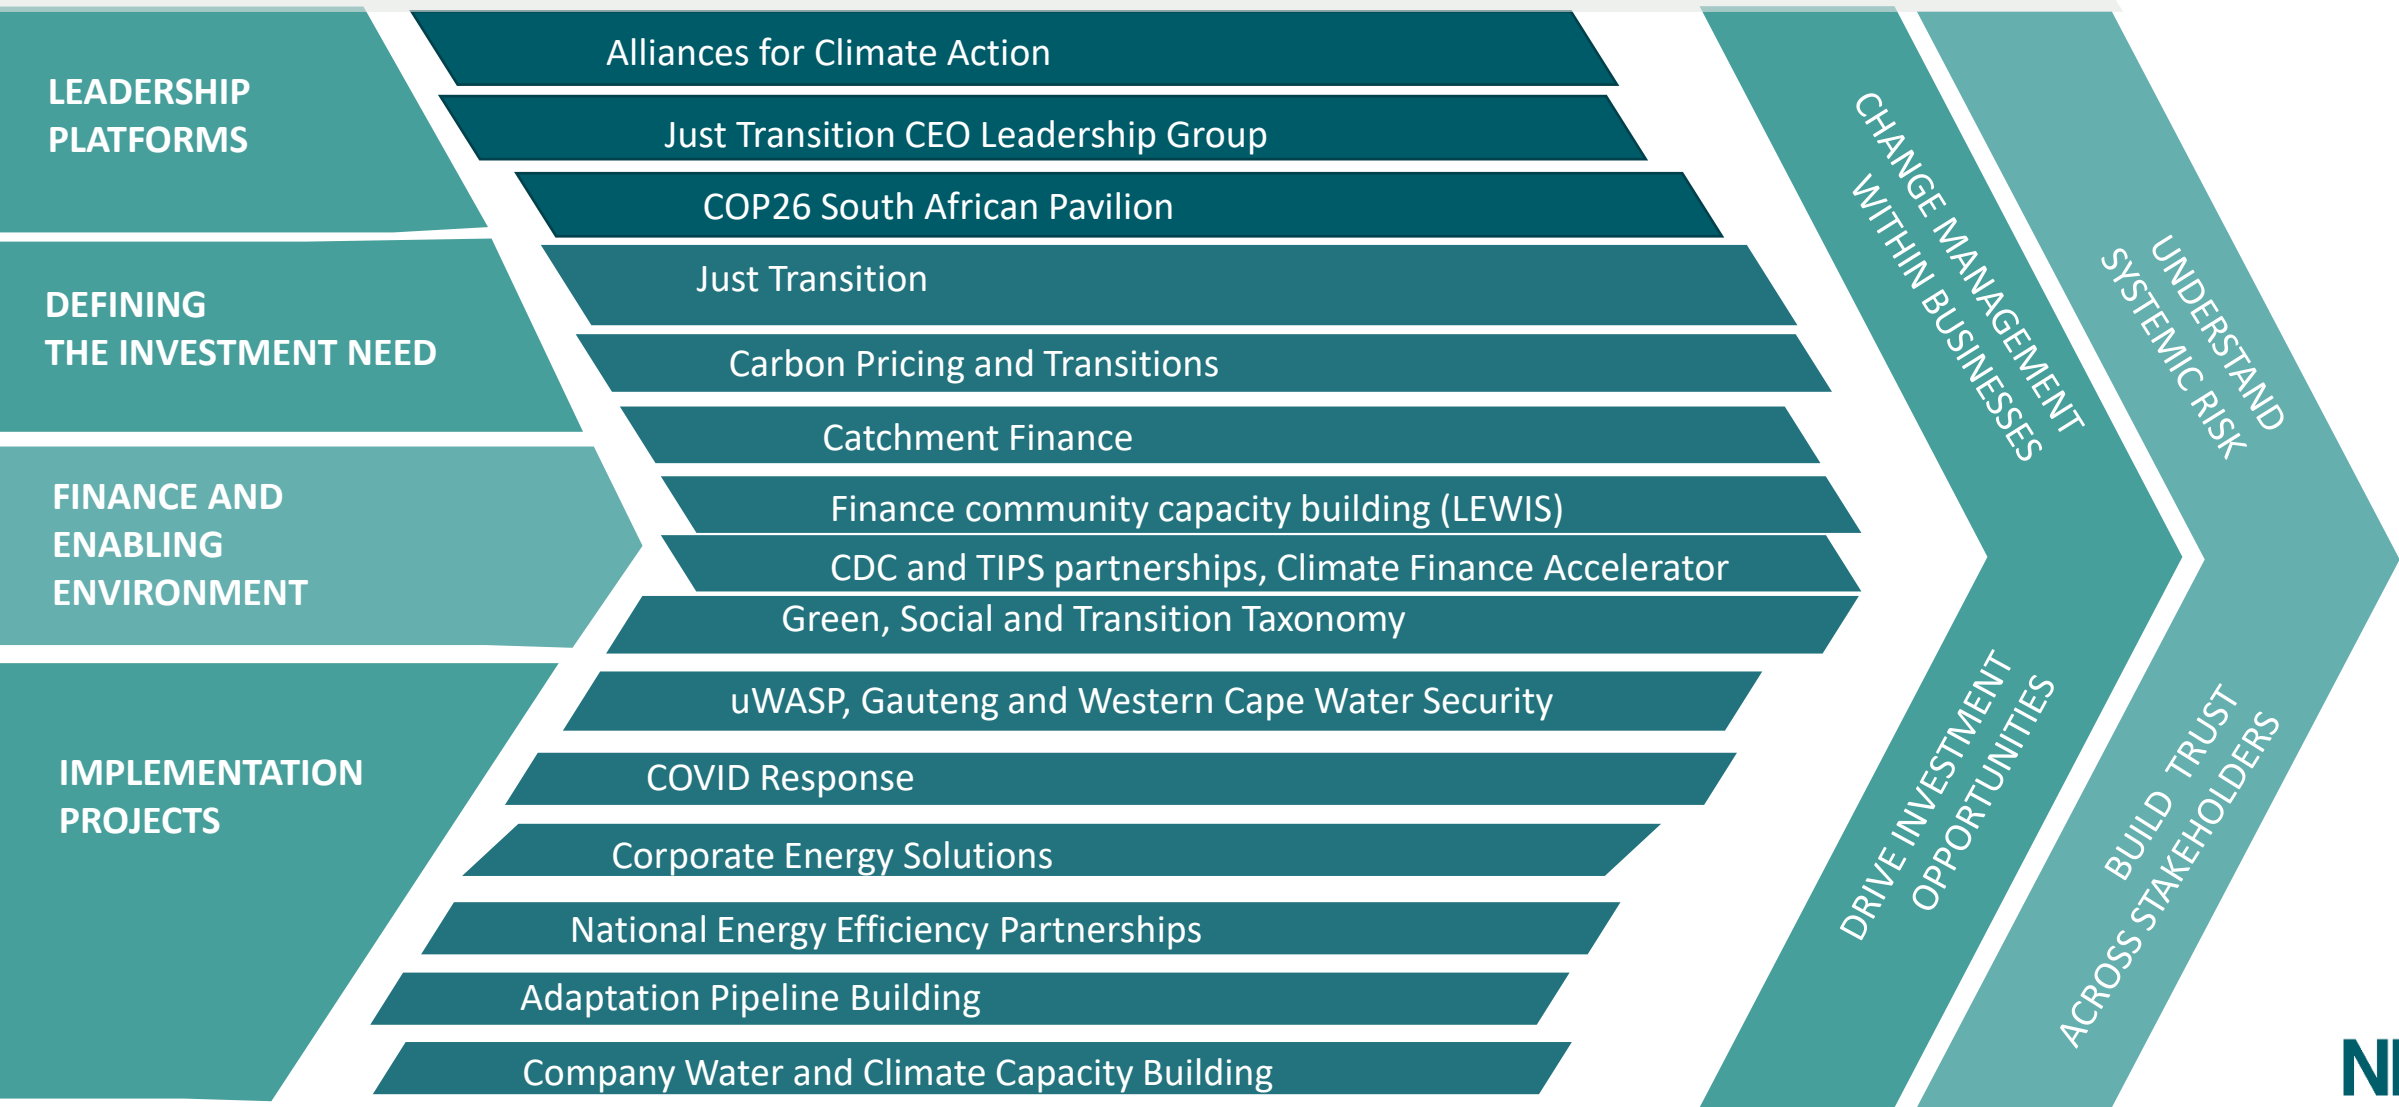 LEADERSHIP
PLATFORMS
DEFINING
THE INVESTMENT NEED
FINANCE AND
ENABLING
ENVIRONMENT
IMPLEMENTATION
PROJECTS
Alliances for Climate Action
Just Transition CEO Leadership Group
COP26 South African Pavilion
Just Transition
Carbon Pricing and Transitions
Catchment Finance
Finance community capacity building (LEWIS)
CDC and TIPS partnerships, Climate Finance Accelerator
Green, Social and Transition Taxonomy
uWASP, Gauteng and Western Cape Water Security
COVID Response
Corporate Energy Solutions
National Energy Efficiency Partnerships
Adaptation Pipeline Building
Company Water and Climate Capacity Building
CHANGE MANAGEMENT
WITHIN BUSINESSES
DRIVE INVESTMENT
OPPORTUNITIES
UNDERSTAND
SYSTEMIC RISK
BUILD TRUST
ACROSS STAKEHOLDERS